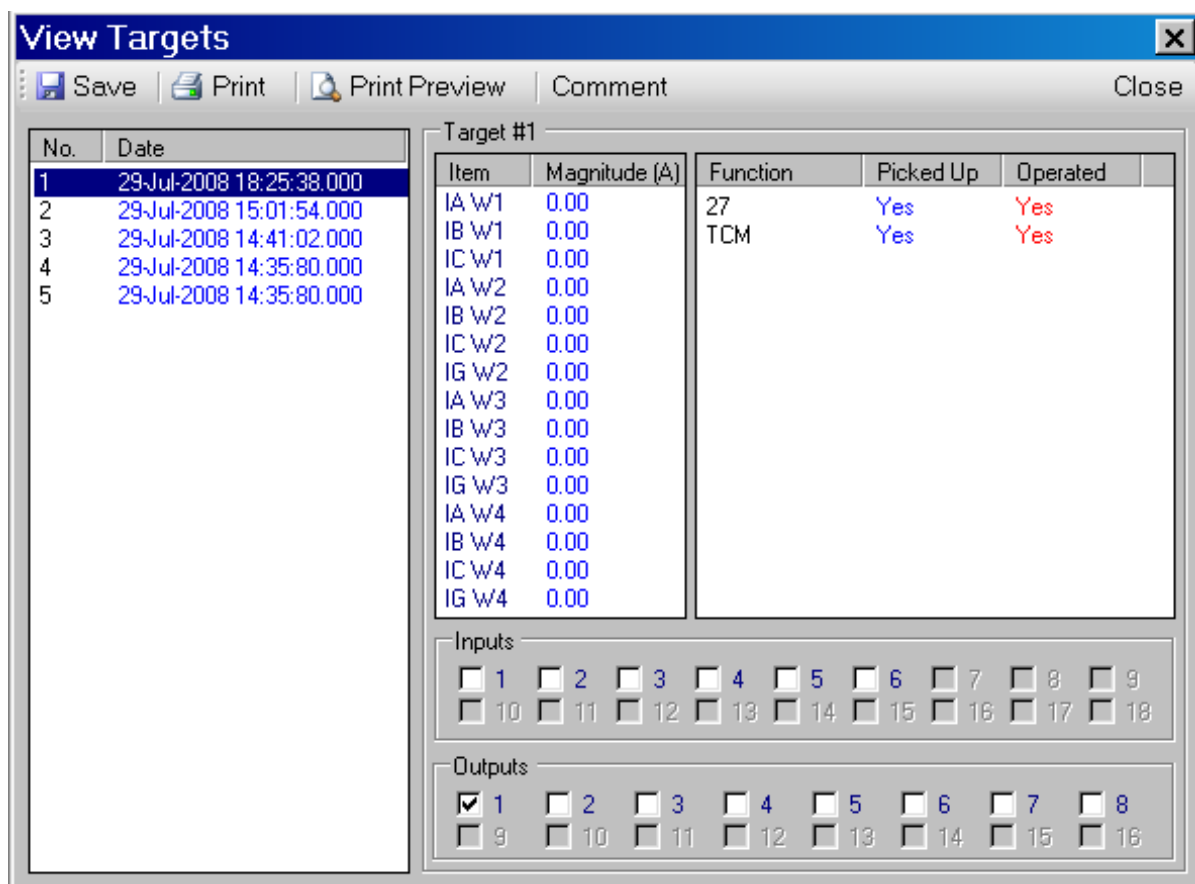 View Targets
Save Print Print Preview Comment Close
No. Date
1 29-Jul-2008 18:25:38.000
2 29-Jul-2008 15:01:54.000
3 29-Jul-2008 14:41:02.000
4 29-Jul-2008 14:35:80.000
5 29-Jul-2008 14:35:80.000
Target #1
Item Magnitude (A)
IA W1 0.00
IB W1 0.00
IC W1 0.00
IA W2 0.00
IB W2 0.00
IC W2 0.00
IG W2 0.00
IA W3 0.00
IB W3 0.00
IC W3 0.00
IG W3 0.00
IA W4 0.00
IB W4 0.00
IC W4 0.00
IG W4 0.00
Function Picked Up Operated
27 Yes Yes
TCM Yes Yes
Inputs
1 2 3 4 5 6 7 8 9
10 11 12 13 14 15 16 17 18
Outputs
1 2 3 4 5 6 7 8
9 10 11 12 13 14 15 16